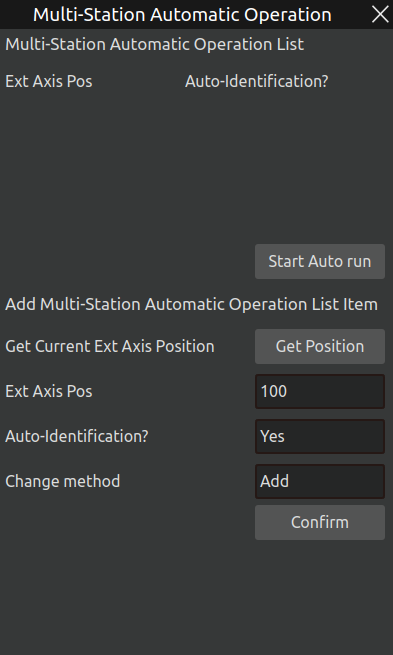 Multi-Station Automatic Operation
Multi-Station Automatic Operation List
Ext Axis Pos Auto-Identification?
Start Auto run
Add Multi-Station Automatic Operation List Item
Get Current Ext Axis Position Get Position
Ext Axis Pos 100
Auto-Identification? Yes
Change method Add
Confirm